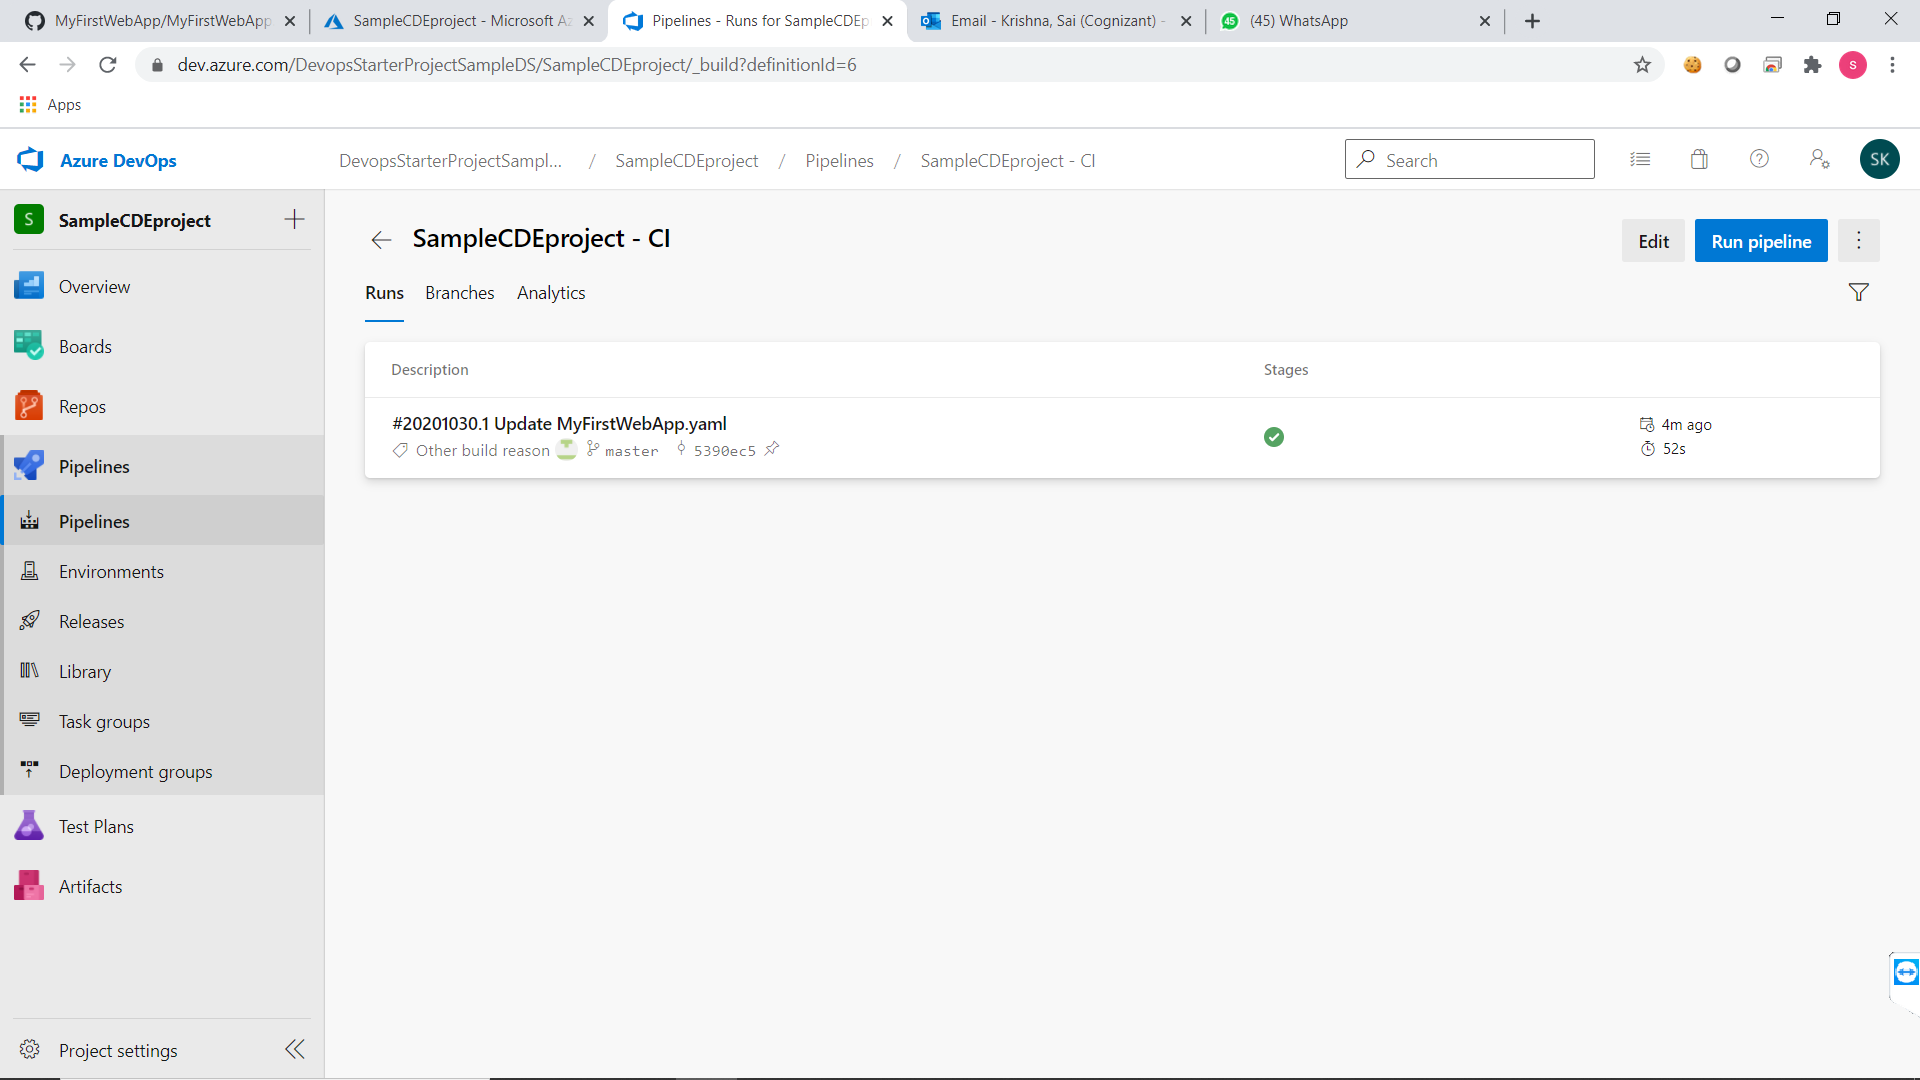 MyFirstWebApp/MyFirstWebApp
SampleCDEproject - Microsoft Az
Pipelines - Runs for SampleCDEp
Email - Krishna, Sai (Cognizant) -
45
(45) WhatsApp
dev.azure.com/DevopsStarterProjectSampleDS/SampleCDEproject/_build?definitionId=6
S
Apps
Azure DevOps
DevopsStarterProjectSampl... / SampleCDEproject / Pipelines / SampleCDEproject - CI
Search
SK
S
SampleCDEproject
Overview
Boards
Repos
Pipelines
Pipelines
Environments
Releases
Library
Task groups
Deployment groups
Test Plans
Artifacts
Project settings
SampleCDEproject - CI
Edit
Run pipeline
Runs Branches Analytics
Description Stages
#20201030.1 Update MyFirstWebApp.yaml
Other build reason master 5390ec5
4m ago
52s